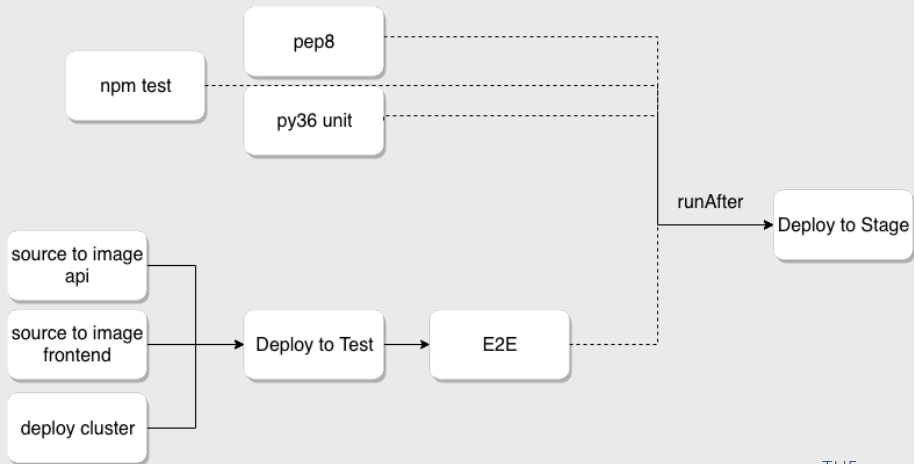 pep8
npm test
py36 unit
runAfter
Deploy to Stage
source to image
api
source to image
frontend
Deploy to Test
E2E
deploy cluster